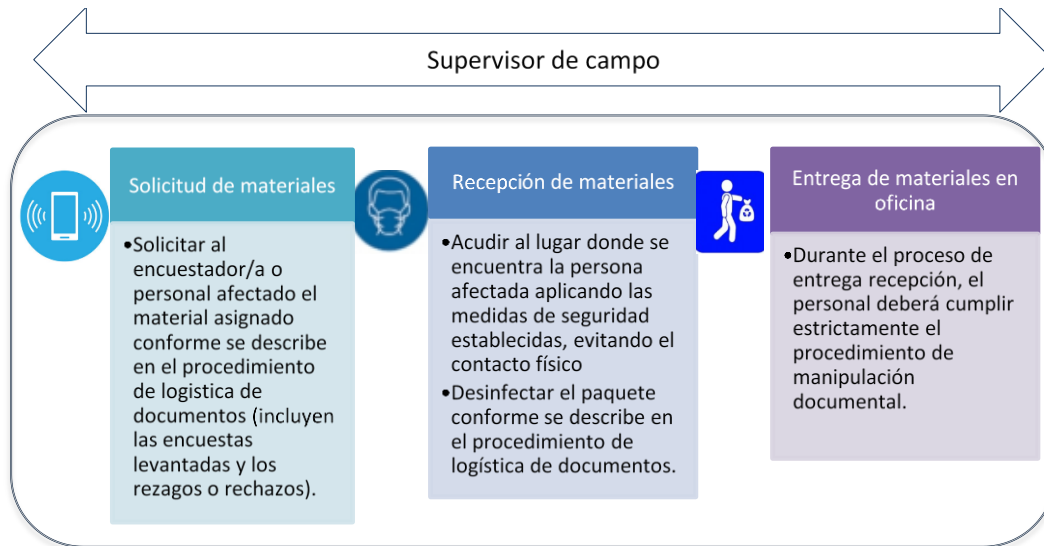 Supervisor de campo
Solicitud de materiales
•Solicitar al
encuestador/a o
personal afectado el
material asignado
conforme se describe
en el procedimiento
de logistica de
documentos (incluyen
las encuestas
levantadas y los
rezagos o rechazos).
Recepción de materiales
•Acudir al lugar donde se
encuentra la persona
afectada aplicando las
medidas de seguridad
establecidas, evitando el
contacto físico
•Desinfectar el paquete
conforme se describe en
el procedimiento de
logística de documentos.
Entrega de materiales en
oficina
•Durante el proceso de
entrega recepción, el
personal deberá cumplir
estrictamente el
procedimiento de
manipulación
documental.